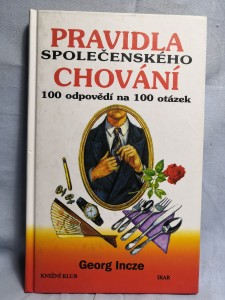 PRAVIDLA
SPOLEČENSKÉHO
CHOVÁNÍ
100 odpovědí na 100 otázek
Georg Incze
KNIŽNÍ KLUB
IKAR